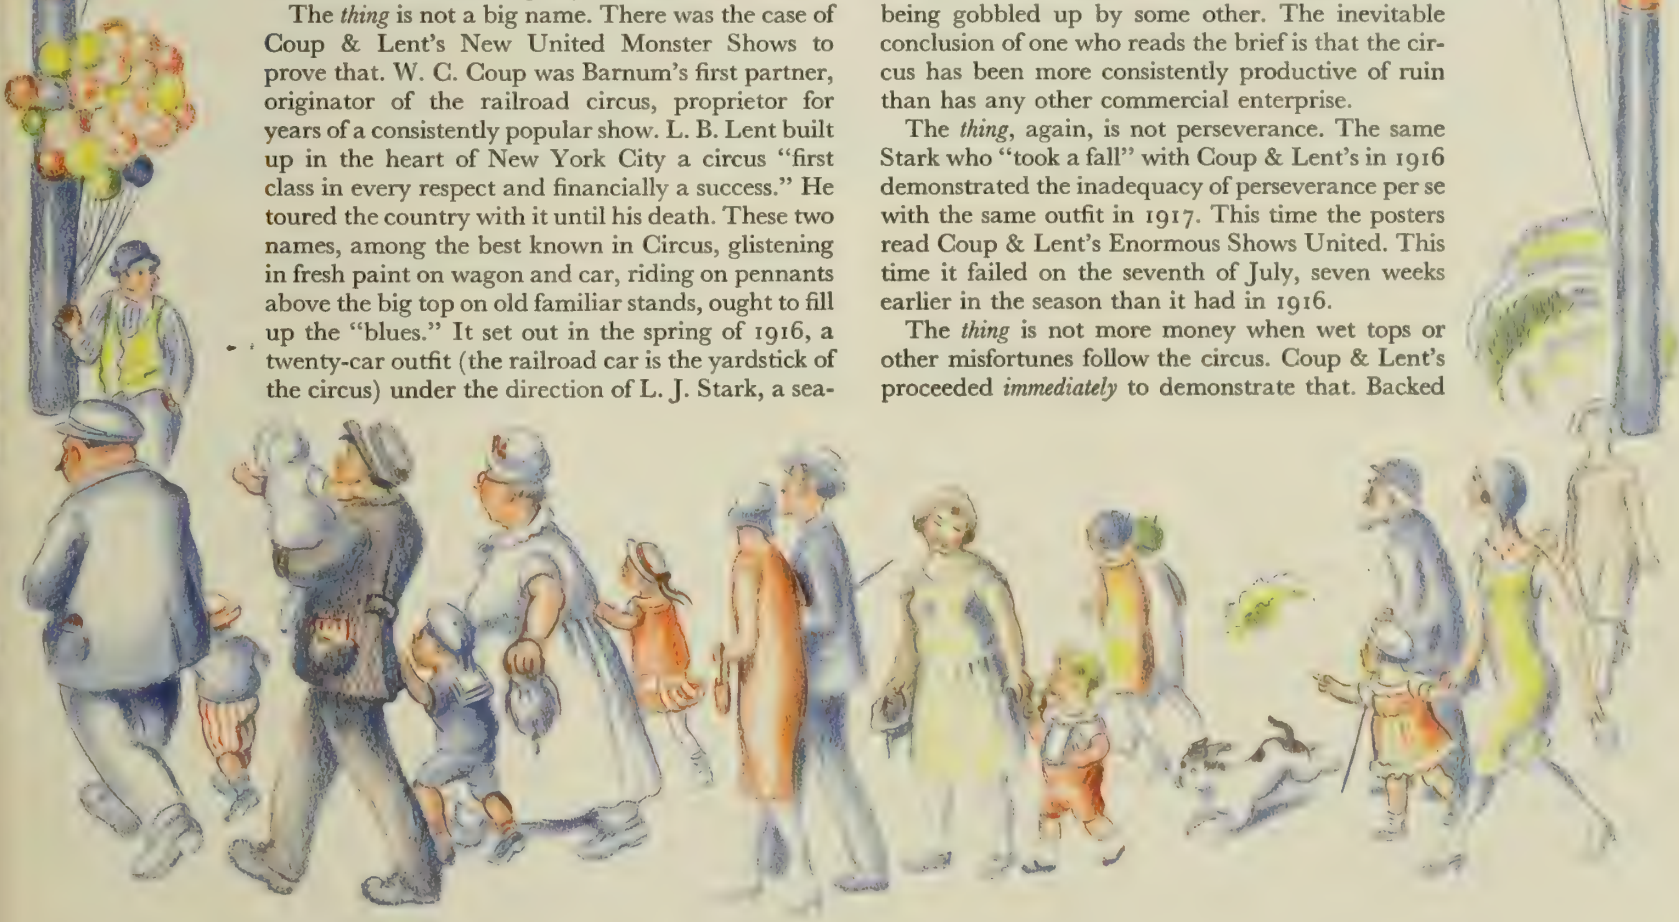 The thing is not a big name. There was the case of
Coup & Lent's New United Monster Shows to
prove that. W. C. Coup was Barnum's first partner,
originator of the railroad circus, proprietor for
years of a consistently popular show. L. B. Lent built
up in the heart of New York City a circus “first
class in every respect and financially a success.” He
toured the country with it until his death. These two
names, among the best known in Circus, glistening
in fresh paint on wagon and car, riding on pennants
above the big top on old familiar stands, ought to fill
up the “blues.” It set out in the spring of 1916, a
twenty-car outfit (the railroad car is the yardstick of
the circus) under the direction of L. J. Stark, a sea-
being gobbled up by some other. The inevitable
conclusion of one who reads the brief is that the cir-
cus has been more consistently productive of ruin
than has any other commercial enterprise.
The thing, again, is not perseverance. The same
Stark who “took a fall” with Coup & Lent's in 1916
demonstrated the inadequacy of perseverance per se
with the same outfit in 1917. This time the posters
read Coup & Lent's Enormous Shows United. This
time it failed on the seventh of July, seven weeks
earlier in the season than it had in 1916.
The thing is not more money when wet tops or
other misfortunes follow the circus. Coup & Lent's
proceeded immediately to demonstrate that. Backed